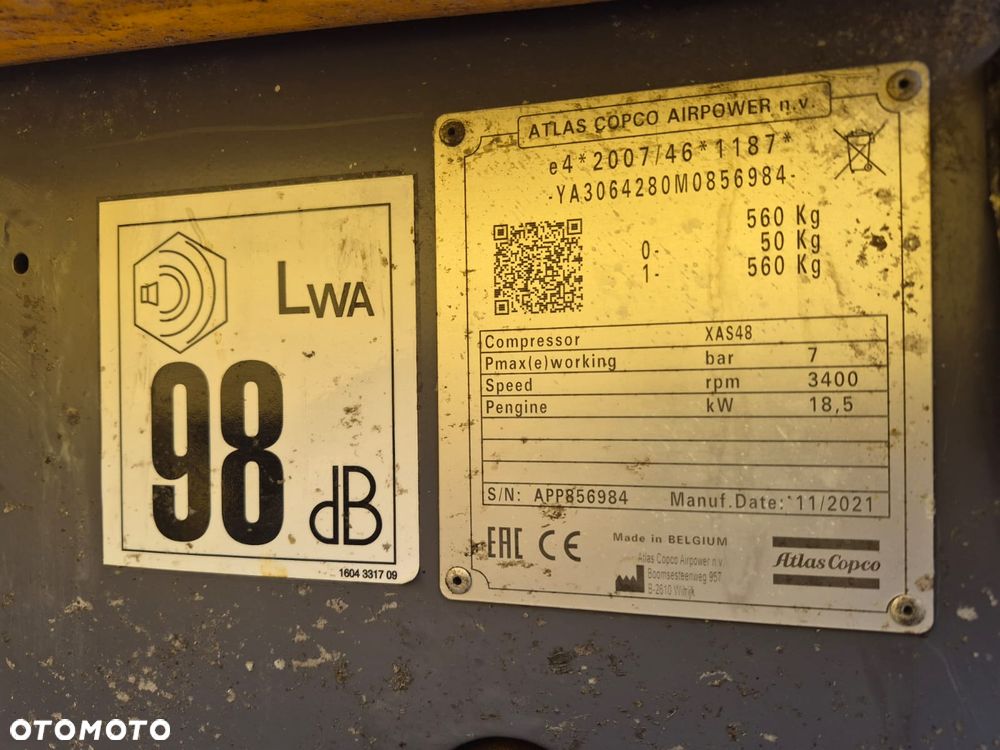 LWA
98
dB
1604 3317 09
ATLAS COPCO AIRPOWER n.v.
e4*2007/46*1187*
-YA3064280M0856984-
560 Kg
0- 50 Kg
1- 560 Kg
Compressor XAS48
Pmax(e)working bar 7
Speed rpm 3400
Pengine kW 18,5
S/N: APP856984 Manuf.Date: 11/2021
EAC CE
Made in BELGIUM
Atlas Copco Airpower n.v.
Boomsesteenweg 957
B-2610 Wilrijk
Atlas Copco
OTOMOTO